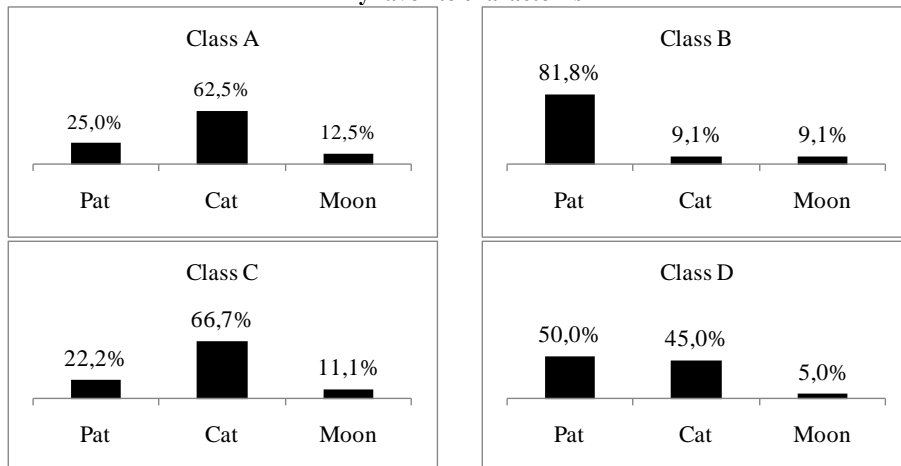 Class A
62,5%
25,0%
12,5%
Pat Cat Moon
Class B
81,8%
9,1% 9,1%
Pat Cat Moon
Class C
66,7%
22,2%
11,1%
Pat Cat Moon
Class D
50,0% 45,0%
5,0%
Pat Cat Moon